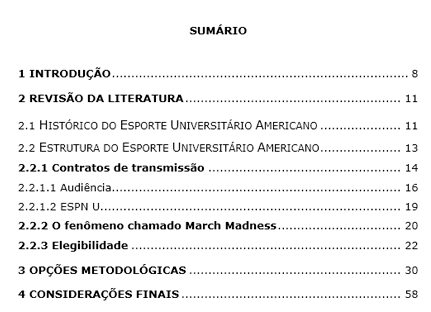 SUMÁRIO
1 INTRODUÇÃO........................................................................ 8
2 REVISÃO DA LITERATURA...................................................... 11
2.1 HISTÓRICO DO ESPORTE UNIVERSITÁRIO AMERICANO .................... 11
2.2 ESTRUTURA DO ESPORTE UNIVERSITÁRIO AMERICANO.................... 13
2.2.1 Contratos de transmissão ................................................ 14
2.2.1.1 Audiência...................................................................... 16
2.2.1.2 ESPN U......................................................................... 19
2.2.2 O fenômeno chamado March Madness.............................. 20
2.2.3 Elegibilidade .................................................................. 22
3 OPÇÕES METODOLÓGICAS ..................................................... 30
4 CONSIDERAÇÕES FINAIS ....................................................... 58